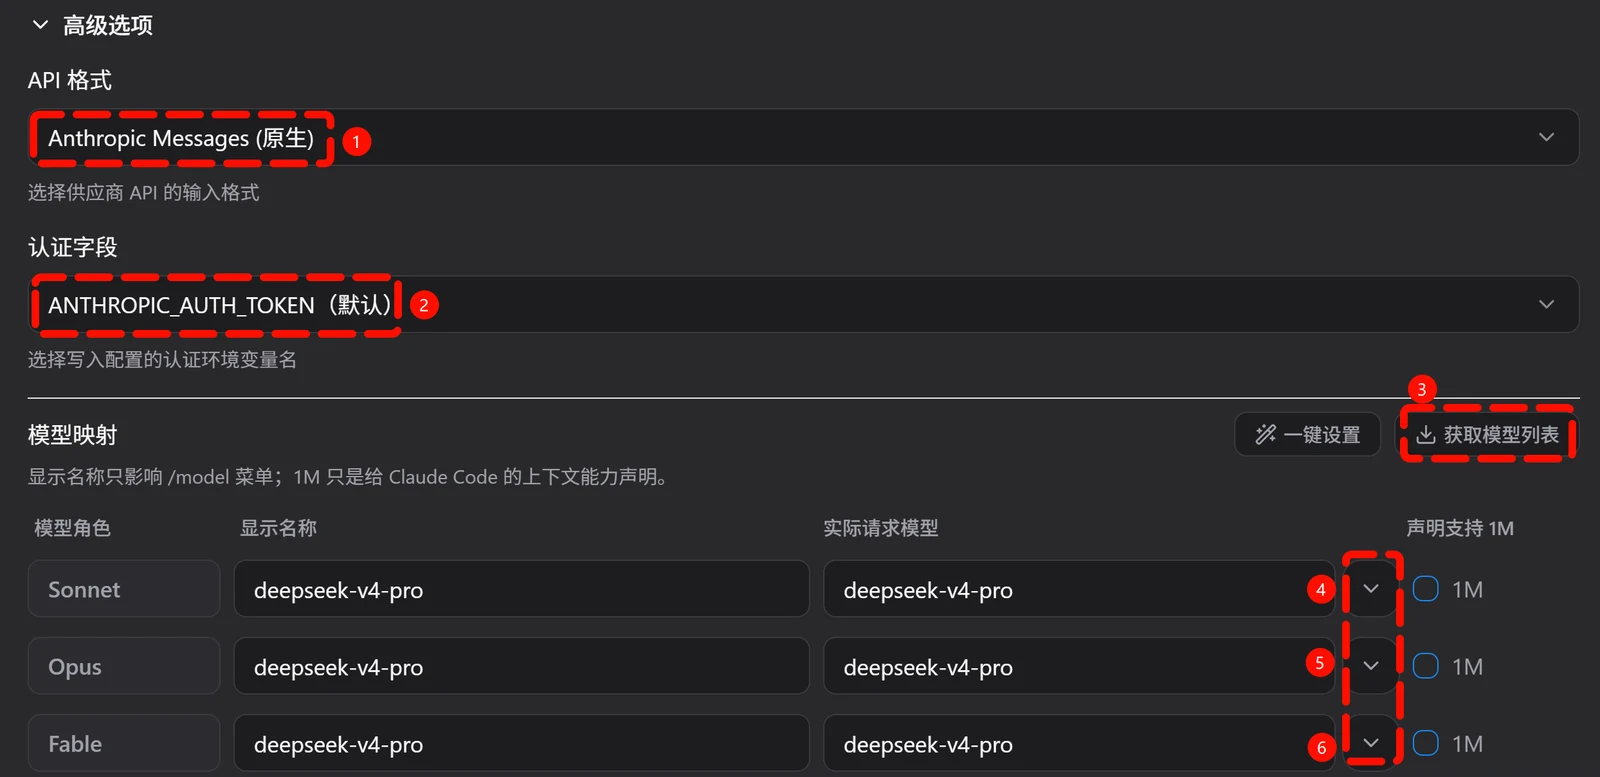 高级选项
API 格式
Anthropic Messages (原生)
1
选择供应商 API 的输入格式
认证字段
ANTHROPIC_AUTH_TOKEN（默认）
2
选择写入配置的认证环境变量名
3
模型映射
一键设置
获取模型列表
显示名称只影响 /model 菜单；1M 只是给 Claude Code 的上下文能力声明。
模型角色 显示名称 实际请求模型 声明支持 1M
Sonnet deepseek-v4-pro deepseek-v4-pro 4 1M
Opus deepseek-v4-pro deepseek-v4-pro 5 1M
Fable deepseek-v4-pro deepseek-v4-pro 6 1M